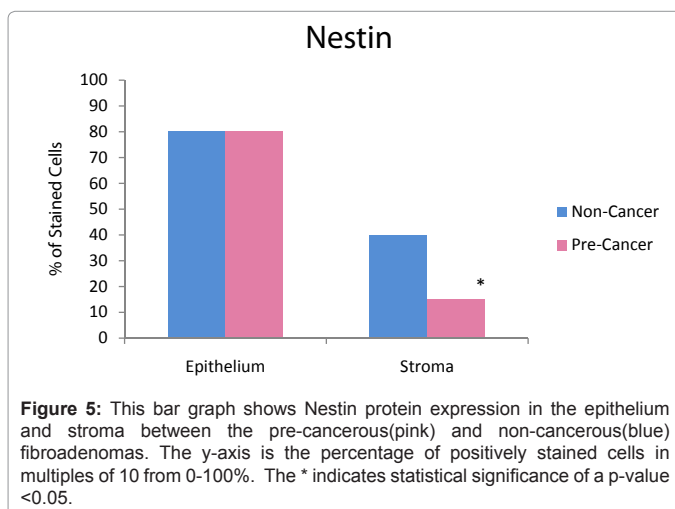 Nestin
100
90
80
70
60
50
40
30
20
10
0
% of Stained Cells
Epithelium
Stroma
*
Non-Cancer
Pre-Cancer
Figure 5: This bar graph shows Nestin protein expression in the epithelium
and stroma between the pre-cancerous(pink) and non-cancerous(blue)
fibroadenomas. The y-axis is the percentage of positively stained cells in
multiples of 10 from 0-100%. The * indicates statistical significance of a p-value
<0.05.